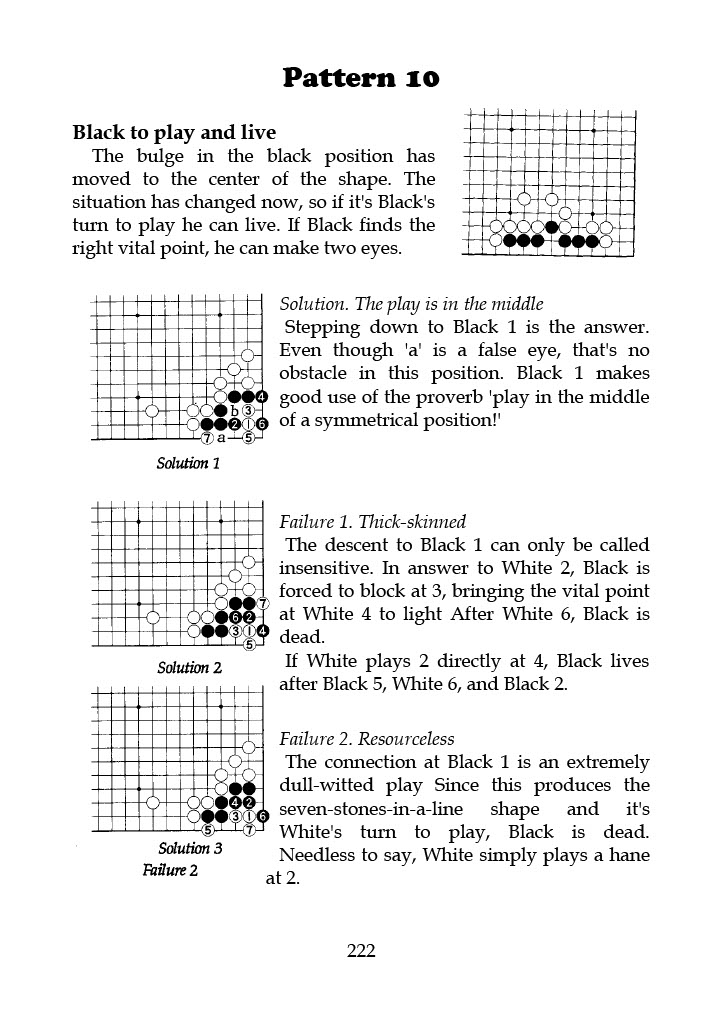 Pattern 10
Black to play and live
The bulge in the black position has
moved to the center of the shape. The
situation has changed now, so if it's Black's
turn to play he can live. If Black finds the
right vital point, he can make two eyes.
Solution. The play is in the middle
Stepping down to Black 1 is the answer.
Even though 'a' is a false eye, that's no
obstacle in this position. Black 1 makes
good use of the proverb 'play in the middle
of a symmetrical position!'
4
b 3
2 1 6
7 a 5
Solution 1
Failure 1. Thick-skinned
The descent to Black 1 can only be called
insensitive. In answer to White 2, Black is
forced to block at 3, bringing the vital point
at White 4 to light After White 6, Black is
dead.
If White plays 2 directly at 4, Black lives
after Black 5, White 6, and Black 2.
7
6 2
3 1 4
5
Solution 2
Failure 2. Resourceless
The connection at Black 1 is an extremely
dull-witted play Since this produces the
seven-stones-in-a-line shape and it's
White's turn to play, Black is dead.
Needless to say, White simply plays a hane
at 2.
4 2
3 1 6
5 7
Solution 3
Failure 2
222